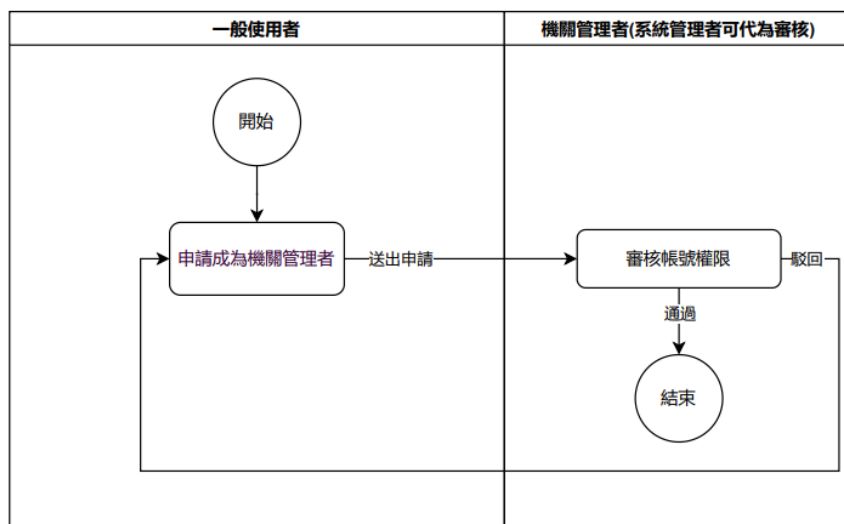 一般使用者
機關管理者(系統管理者可代為審核)
開始
申請成為機關管理者
送出申請
審核帳號權限
駁回
通過
結束